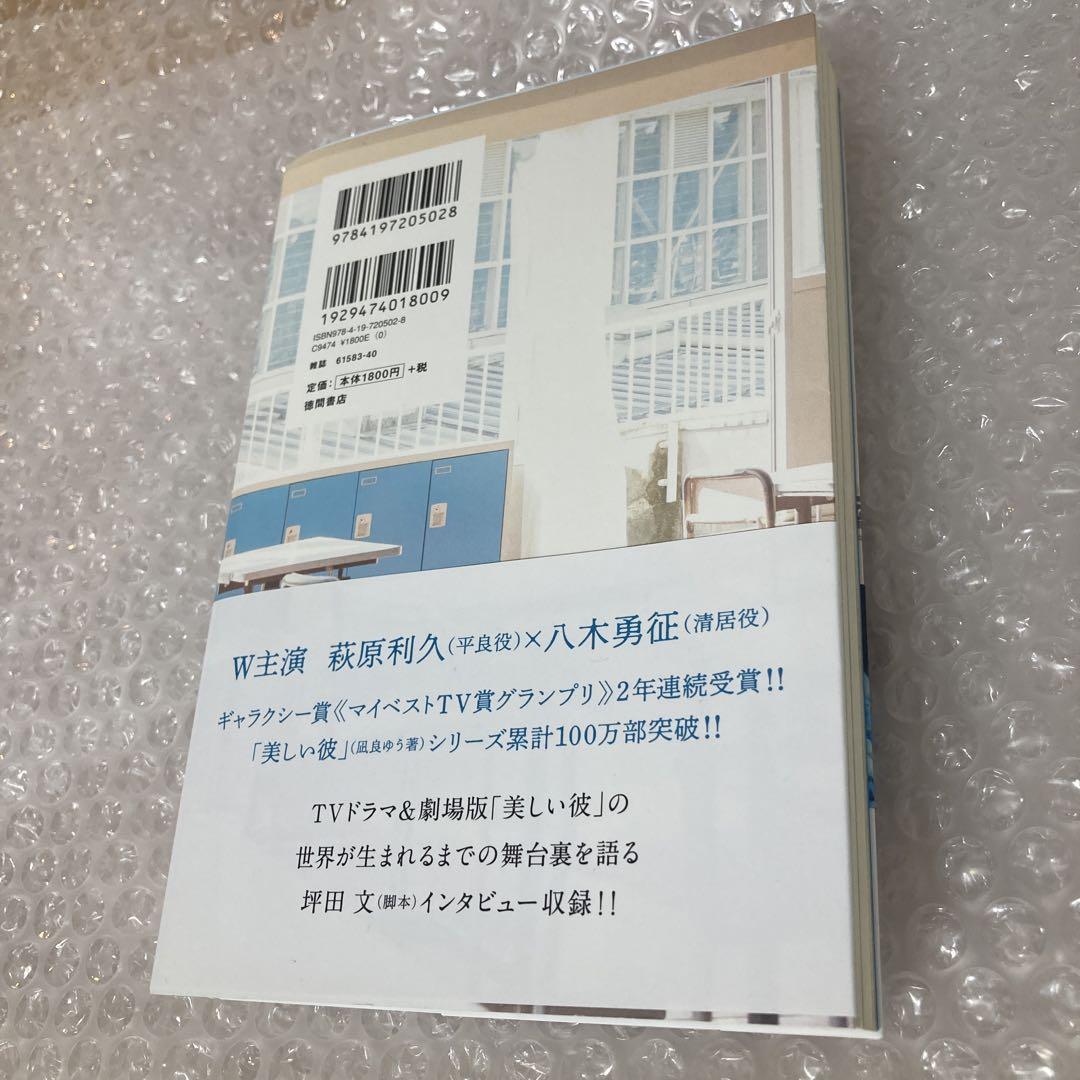 9784197205028
1929474018009
ISBN978-4-19-720502-8
C9474 ¥1800E (0)
雑誌 61583-40
定価：本体1800円+税
徳間書店
W主演 萩原利久(平良役)×八木勇征(清居役)
ギャラクシー賞《マイベストTV賞グランプリ》2年連続受賞!!
「美しい彼」(凪良ゆう著)シリーズ累計100万部突破!!
TVドラマ&劇場版「美しい彼」の
世界が生まれるまでの舞台裏を語る
坪田 文(脚本)インタビュー収録!!